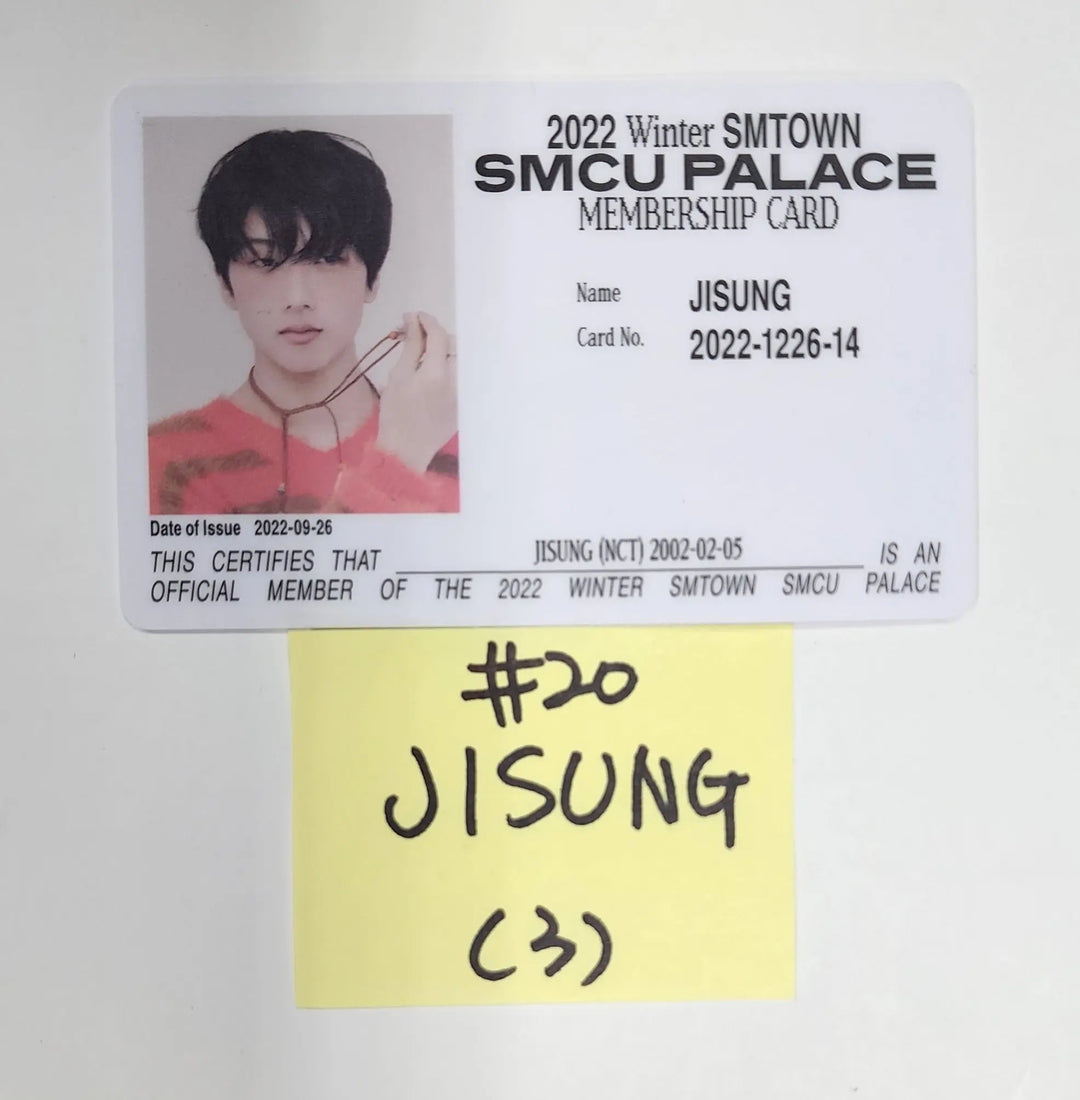 2022 Winter SMTOWN
SMCU PALACE
MEMBERSHIP CARD
Name JISUNG
Card No. 2022-1226-14
Date of Issue 2022-09-26
THIS CERTIFIES THAT JISUNG (NCT) 2002-02-05 IS AN
OFFICIAL MEMBER OF THE 2022 WINTER SMTOWN SMCU PALACE
#20
JISUNG
(3)